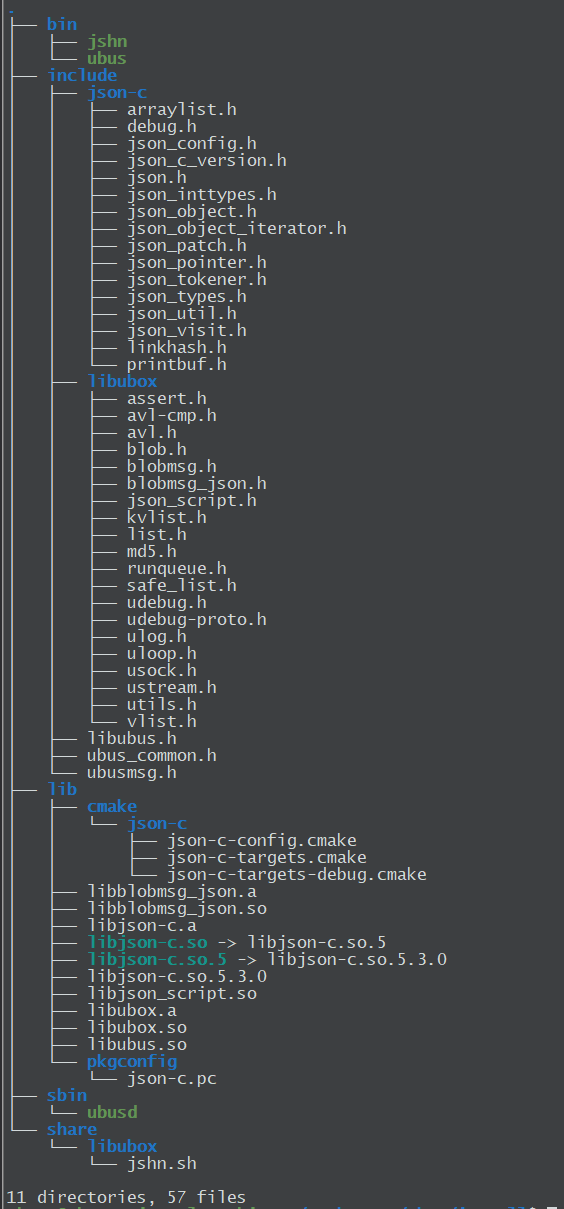 .
├── bin
│   ├── jshn
│   └── ubus
├── include
│   ├── json-c
│   │   ├── arraylist.h
│   │   ├── debug.h
│   │   ├── json_config.h
│   │   ├── json_c_version.h
│   │   ├── json.h
│   │   ├── json_inttypes.h
│   │   ├── json_object.h
│   │   ├── json_object_iterator.h
│   │   ├── json_patch.h
│   │   ├── json_pointer.h
│   │   ├── json_tokener.h
│   │   ├── json_types.h
│   │   ├── json_util.h
│   │   ├── json_visit.h
│   │   ├── linkhash.h
│   │   └── printbuf.h
│   ├── libubox
│   │   ├── assert.h
│   │   ├── avl-cmp.h
│   │   ├── avl.h
│   │   ├── blob.h
│   │   ├── blobmsg.h
│   │   ├── blobmsg_json.h
│   │   ├── json_script.h
│   │   ├── kvlist.h
│   │   ├── list.h
│   │   ├── md5.h
│   │   ├── runqueue.h
│   │   ├── safe_list.h
│   │   ├── udebug.h
│   │   ├── udebug-proto.h
│   │   ├── ulog.h
│   │   ├── uloop.h
│   │   ├── usock.h
│   │   ├── ustream.h
│   │   ├── utils.h
│   │   └── vlist.h
│   ├── libubus.h
│   ├── ubus_common.h
│   └── ubusmsg.h
├── lib
│   ├── cmake
│   │   └── json-c
│   │       ├── json-c-config.cmake
│   │       ├── json-c-targets.cmake
│   │       └── json-c-targets-debug.cmake
│   ├── libblobmsg_json.a
│   ├── libblobmsg_json.so
│   ├── libjson-c.a
│   ├── libjson-c.so -> libjson-c.so.5
│   ├── libjson-c.so.5 -> libjson-c.so.5.3.0
│   ├── libjson-c.so.5.3.0
│   ├── libjson_script.so
│   ├── libubox.a
│   ├── libubox.so
│   ├── libubus.so
│   └── pkgconfig
│       └── json-c.pc
├── sbin
│   └── ubusd
└── share
    └── libubox
        └── jshn.sh
11 directories, 57 files